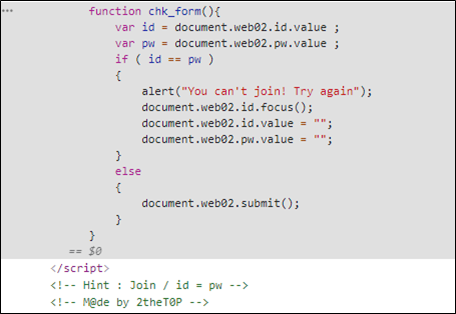 •••
function chk_form(){
var id = document.web02.id.value ;
var pw = document.web02.pw.value ;
if ( id == pw )
{
alert("You can't join! Try again");
document.web02.id.focus();
document.web02.id.value = "";
document.web02.pw.value = "";
}
else
{
document.web02.submit();
}
}
== $0
</script>
<!-- Hint : Join / id = pw -->
<!-- M@de by 2theT0P -->